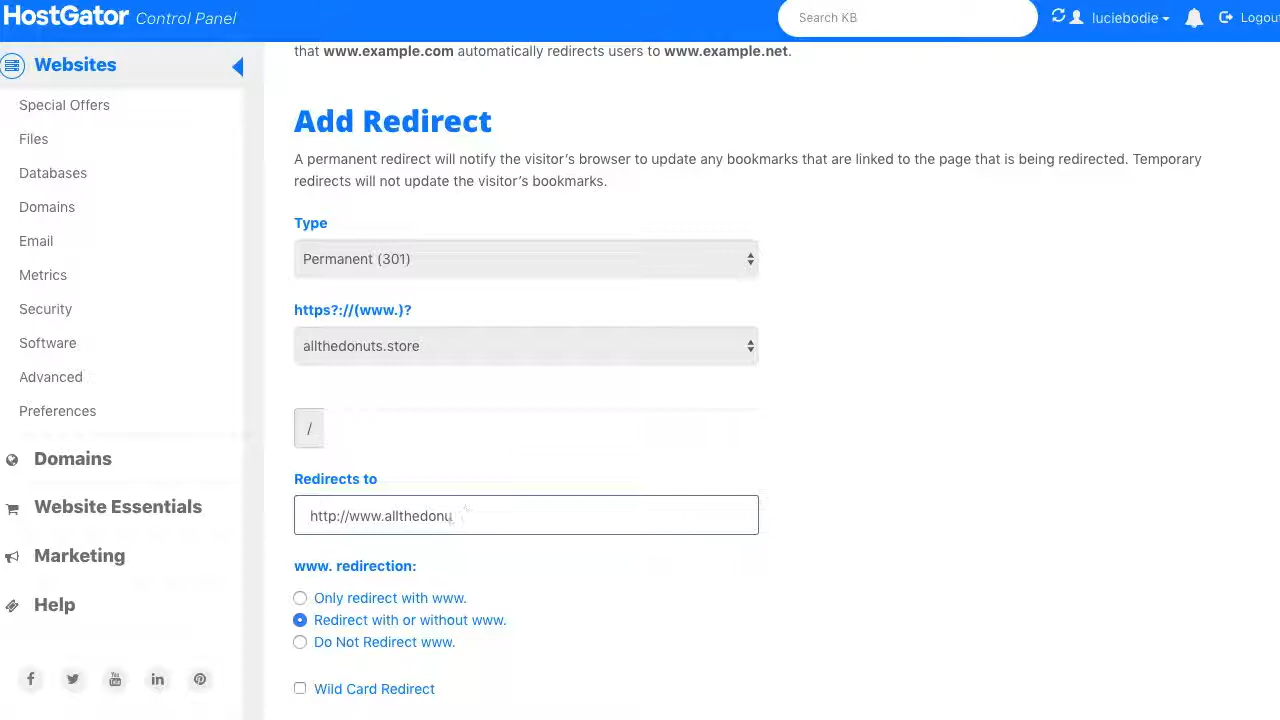 HostGator Control Panel
Search KB
luciebodie
Logout
that www.example.com automatically redirects users to www.example.net.
Websites
Special Offers
Files
Databases
Domains
Email
Metrics
Security
Software
Advanced
Preferences
Domains
Website Essentials
Marketing
Help
Add Redirect
A permanent redirect will notify the visitor’s browser to update any bookmarks that are linked to the page that is being redirected. Temporary
redirects will not update the visitor’s bookmarks.
Type
Permanent (301)
https?://(www.)?
allthedonuts.store
/
Redirects to
http://www.allthedonu
www. redirection:
Only redirect with www.
Redirect with or without www.
Do Not Redirect www.
Wild Card Redirect